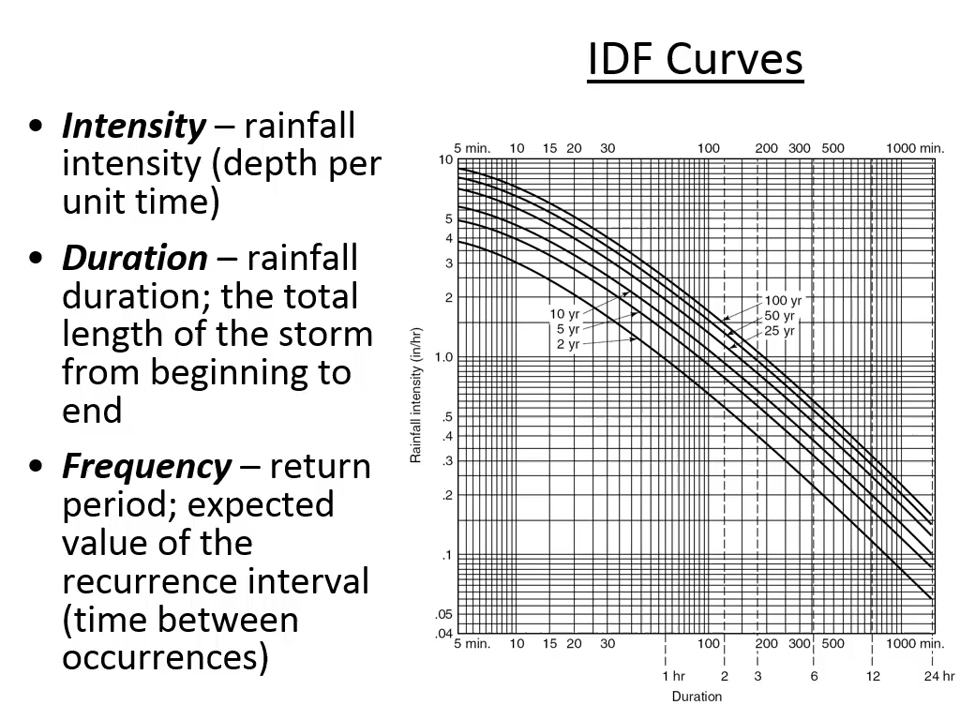 IDF Curves
• Intensity – rainfall
intensity (depth per
unit time)
• Duration – rainfall
duration; the total
length of the storm
from beginning to
end
• Frequency – return
period; expected
value of the
recurrence interval
(time between
occurrences)
5 min. 10 15 20 30 100 200 300 500 1000 min.
10
5
4
3
2
1.0
.5
.4
.3
.2
.1
.05
.04
Rainfall intensity (in/hr)
100 yr
50 yr
25 yr
10 yr
5 yr
2 yr
5 min. 10 15 20 30 100 200 300 500 1000 min.
1 hr 2 3 6 12 24 hr
Duration